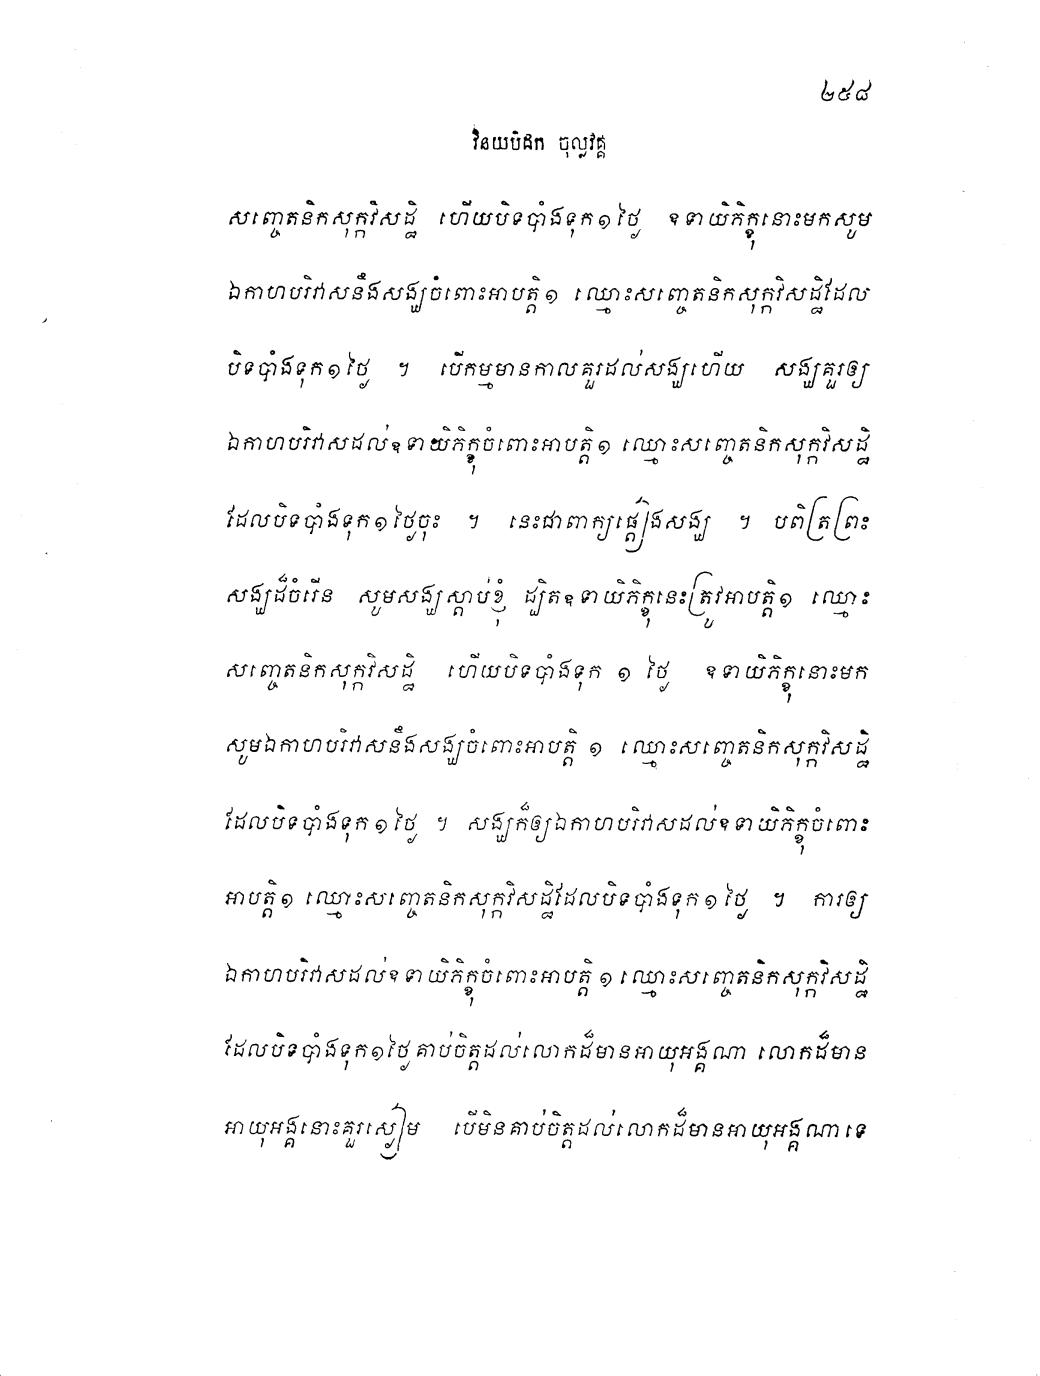 ២៥៨
វិនយបិដក ចុល្លវគ្គ
សញ្ចេតនិកសុក្កវិសដ្ឋិ ហើយបិទបាំងទុក១ថ្ងៃ ឧទាយិភិក្ខុនោះមកសូម
ឯកាហបរិវាសនឹងសង្ឃចំពោះអាបត្តិ១ ឈ្មោះសញ្ចេតនិកសុក្កវិសដ្ឋិដែល
បិទបាំងទុក១ថ្ងៃ ។ បើកម្មមានកាលគួរដល់សង្ឃហើយ សង្ឃគួរឲ្យ
ឯកាហបរិវាសដល់ឧទាយិភិក្ខុចំពោះអាបត្តិ១ ឈ្មោះសញ្ចេតនិកសុក្កវិសដ្ឋិ
ដែលបិទបាំងទុក១ថ្ងៃចុះ ។ នេះជាពាក្យផ្តៀងសង្ឃ ។ បពិត្រព្រះ
សង្ឃដ៏ចំរើន សូមសង្ឃស្តាប់ខ្ញុំ ដ្បិតឧទាយិភិក្ខុនេះត្រូវអាបត្តិ១ ឈ្មោះ
សញ្ចេតនិកសុក្កវិសដ្ឋិ ហើយបិទបាំងទុក ១ ថ្ងៃ ឧទាយិភិក្ខុនោះមក
សូមឯកាហបរិវាសនឹងសង្ឃចំពោះអាបត្តិ ១ ឈ្មោះសញ្ចេតនិកសុក្កវិសដ្ឋិ
ដែលបិទបាំងទុក១ថ្ងៃ ។ សង្ឃក៏ឲ្យឯកាហបរិវាសដល់ឧទាយិភិក្ខុចំពោះ
អាបត្តិ១ ឈ្មោះសញ្ចេតនិកសុក្កវិសដ្ឋិដែលបិទបាំងទុក១ថ្ងៃ ។ ការឲ្យ
ឯកាហបរិវាសដល់ឧទាយិភិក្ខុចំពោះអាបត្តិ ១ ឈ្មោះសញ្ចេតនិកសុក្កវិសដ្ឋិ
ដែលបិទបាំងទុក១ថ្ងៃគាប់ចិត្តដល់លោកដ៏មានអាយុអង្គណា លោកដ៏មាន
អាយុអង្គនោះគួរស្ងៀម បើមិនគាប់ចិត្តដល់លោកដ៏មានអាយុអង្គណាទេ